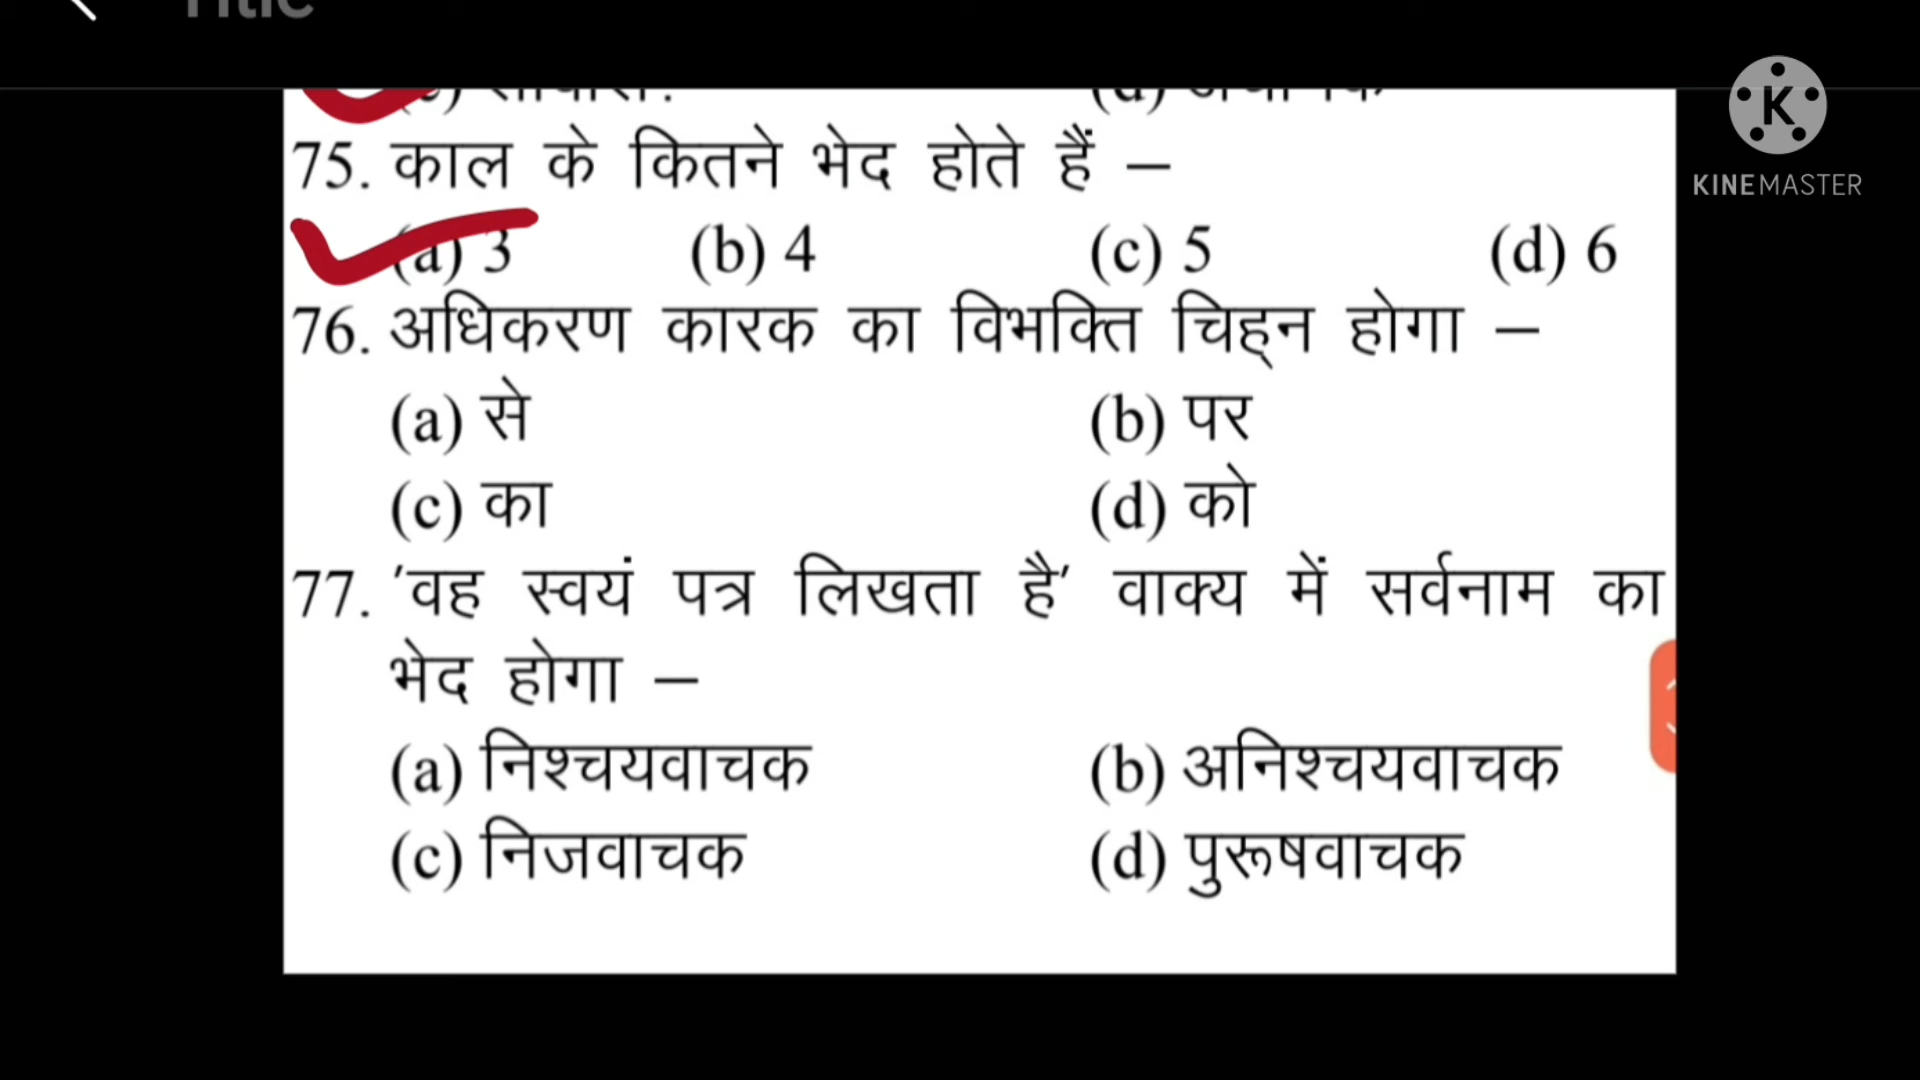 75. काल के कितने भेद होते हैं –
(a) 3 (b) 4 (c) 5 (d) 6
76. अधिकरण कारक का विभक्ति चिह्न होगा –
(a) से (b) पर
(c) का (d) को
77. 'वह स्वयं पत्र लिखता है' वाक्य में सर्वनाम का
भेद होगा –
(a) निश्चयवाचक (b) अनिश्चयवाचक
(c) निजवाचक (d) पुरूषवाचक
KINEMASTER